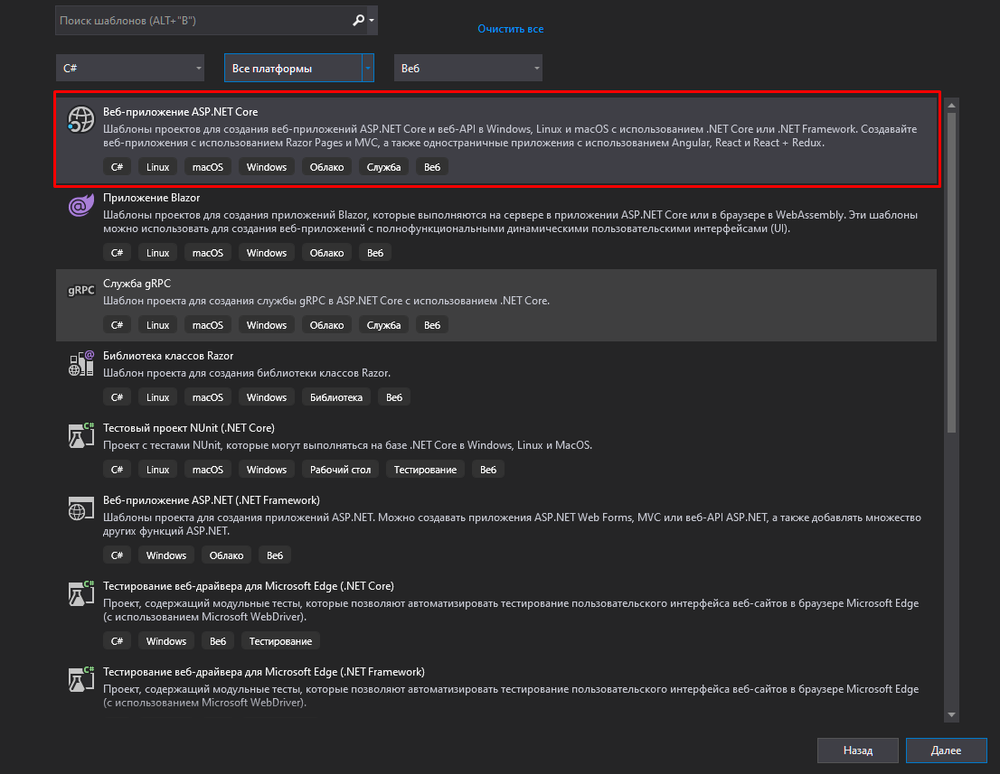 Поиск шаблонов (ALT+"B")
Очистить все
C#
Все платформы
Веб
Веб-приложение ASP.NET Core
Шаблоны проектов для создания веб-приложений ASP.NET Core и веб-API в Windows, Linux и macOS с использованием .NET Core или .NET Framework. Создавайте
веб-приложения с использованием Razor Pages и MVC, а также одностраничные приложения с использованием Angular, React и React + Redux.
C# Linux macOS Windows Облако Служба Веб
Приложение Blazor
Шаблоны проектов для создания приложений Blazor, которые выполняются на сервере в приложении ASP.NET Core или в браузере в WebAssembly. Эти шаблоны
можно использовать для создания веб-приложений с полнофункциональными динамическими пользовательскими интерфейсами (UI).
C# Linux macOS Windows Облако Веб
gRPC
Служба gRPC
Шаблон проекта для создания службы gRPC в ASP.NET Core с использованием .NET Core.
C# Linux macOS Windows Облако Служба Веб
Библиотека классов Razor
Шаблон проекта для создания библиотеки классов Razor.
C# Linux macOS Windows Библиотека Веб
C#
Тестовый проект NUnit (.NET Core)
Проект с тестами NUnit, которые могут выполняться на базе .NET Core в Windows, Linux и MacOS.
C# Linux macOS Windows Рабочий стол Тестирование Веб
Веб-приложение ASP.NET (.NET Framework)
Шаблоны проекта для создания приложений ASP.NET. Можно создавать приложения ASP.NET Web Forms, MVC или веб-API ASP.NET, а также добавлять множество
других функций ASP.NET.
C# Windows Облако Веб
C#
Тестирование веб-драйвера для Microsoft Edge (.NET Core)
Проект, содержащий модульные тесты, которые позволяют автоматизировать тестирование пользовательского интерфейса веб-сайтов в браузере Microsoft Edge
(с использованием Microsoft WebDriver).
C# Windows Веб Тестирование
C#
Тестирование веб-драйвера для Microsoft Edge (.NET Framework)
Проект, содержащий модульные тесты, которые позволяют автоматизировать тестирование пользовательского интерфейса веб-сайтов в браузере Microsoft Edge
(с использованием Microsoft WebDriver).
Назад
Далее